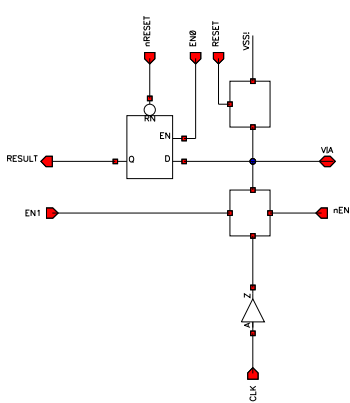 nRESET
EN0
RESET
VSS!
RN
EN
RESULT
Q
D
VIA
EN1
nEN
Z
A
CLK